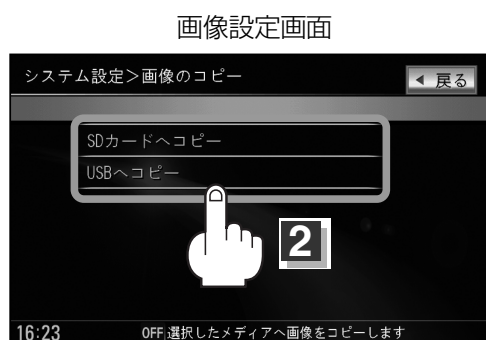 画像設定画面
システム設定＞画像のコピー
◀ 戻る
SDカードへコピー
USBへコピー
2
16:23 OFF 選択したメディアへ画像をコピーします